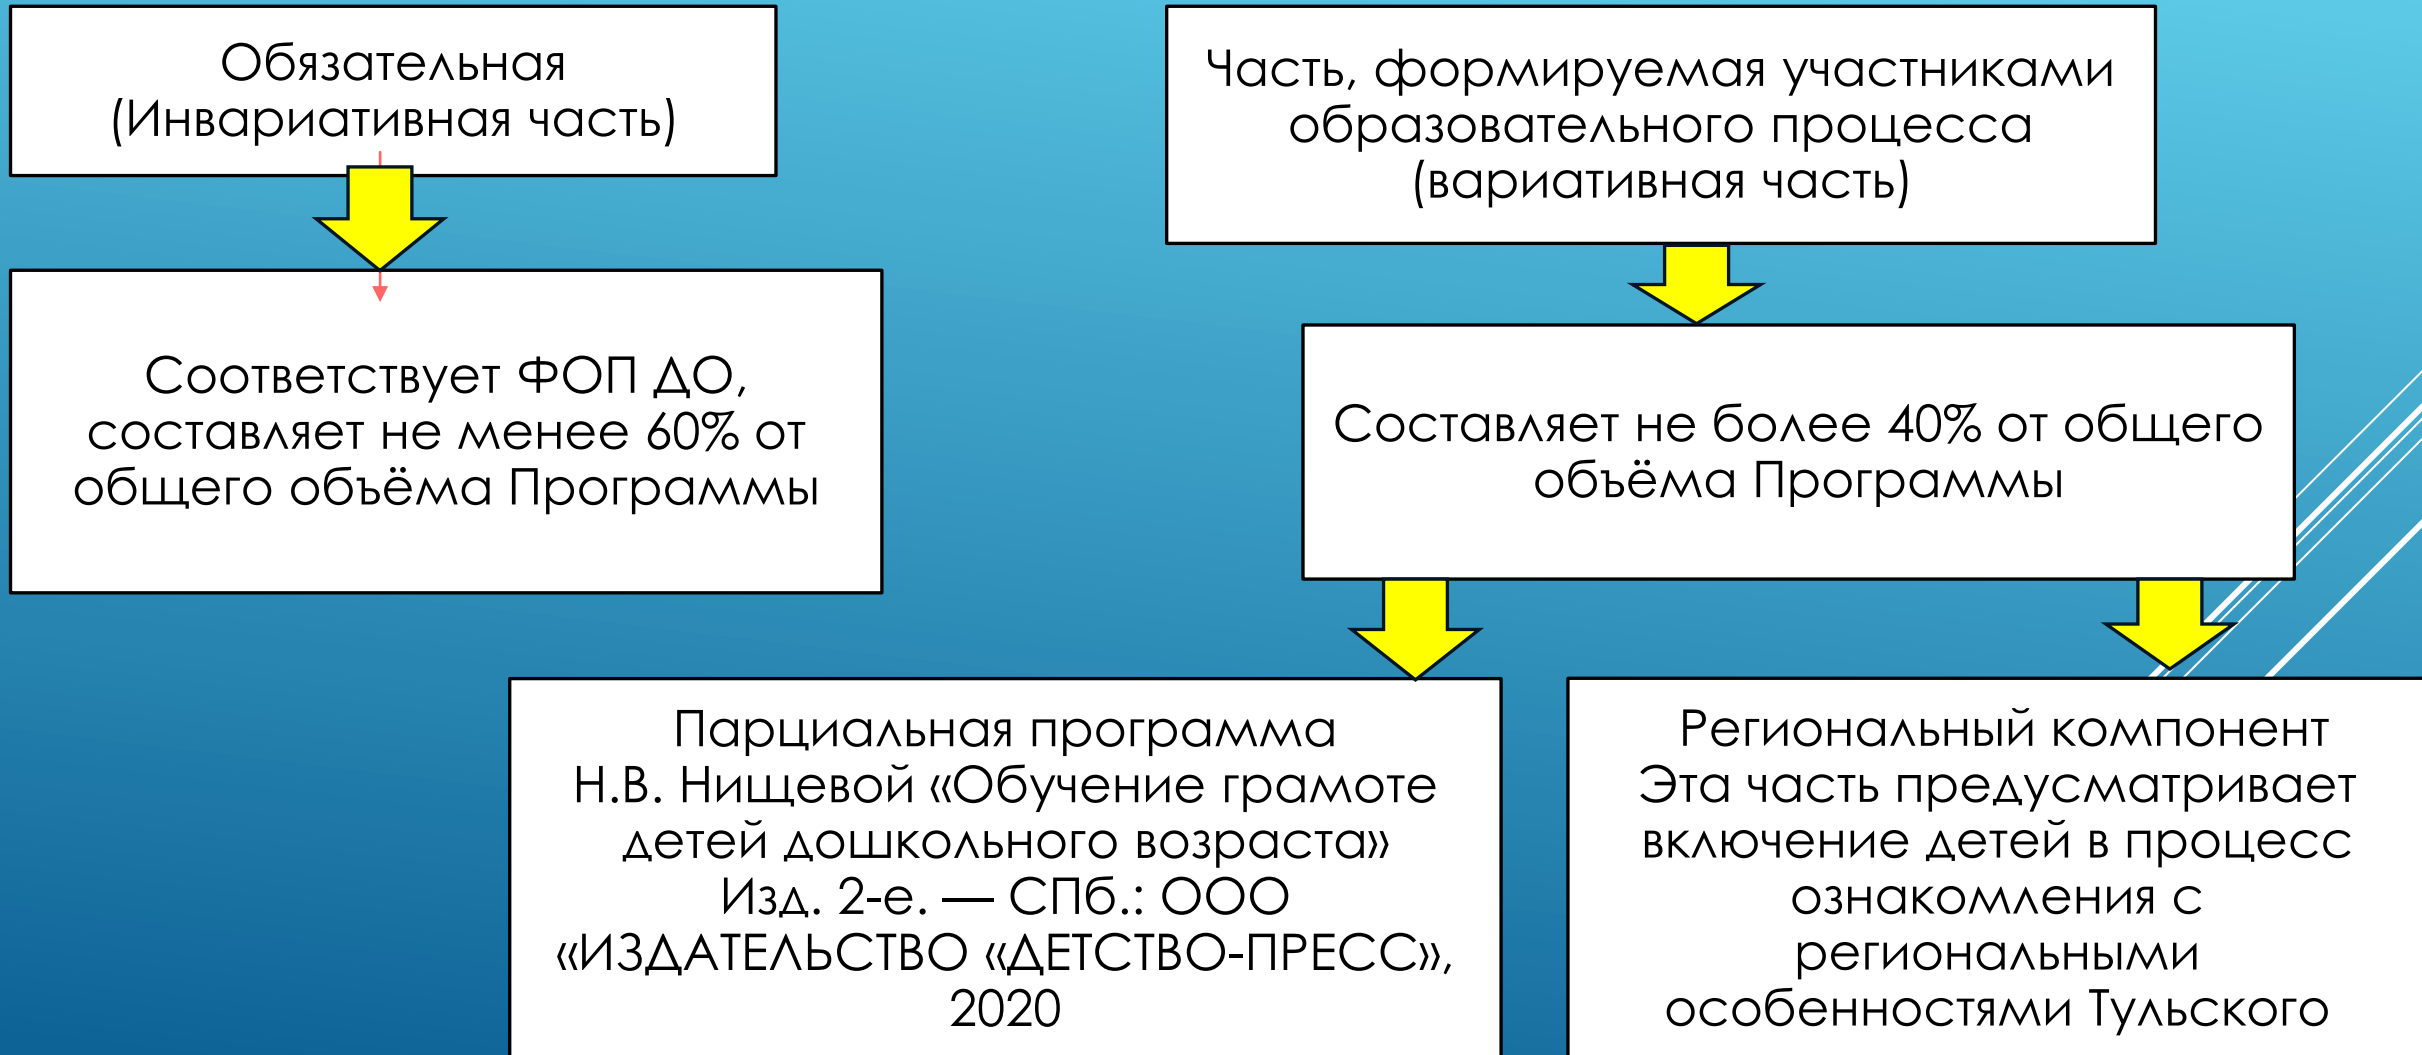 Обязательная
(Инвариативная часть)
Часть, формируемая участниками
образовательного процесса
(вариативная часть)
Соответствует ФОП ДО,
составляет не менее 60% от
общего объёма Программы
Составляет не более 40% от общего
объёма Программы
Парциальная программа
Н.В. Нищевой «Обучение грамоте
детей дошкольного возраста»
Изд. 2-е. — СПб.: ООО
«ИЗДАТЕЛЬСТВО «ДЕТСТВО-ПРЕСС»,
2020
Региональный компонент
Эта часть предусматривает
включение детей в процесс
ознакомления с
региональными
особенностями Тульского